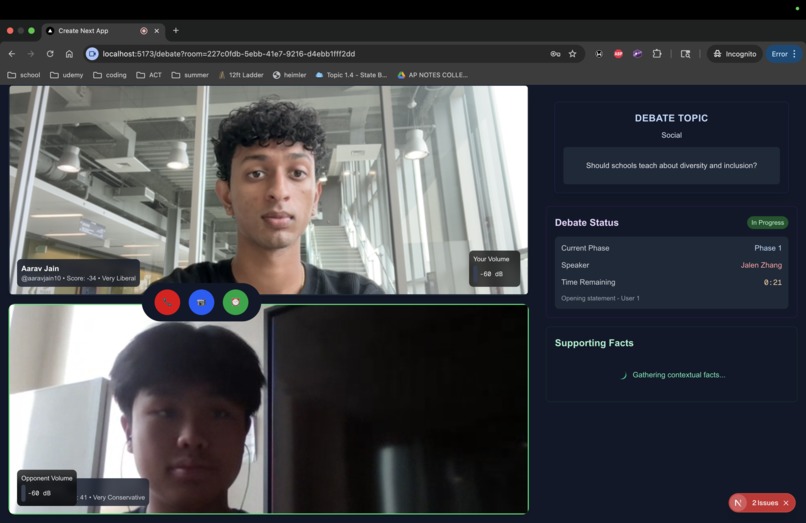 Create Next App
localhost:5173/debate?room=227c0fdb-5ebb-41e7-9216-d4ebb1fff2dd
Incognito
Error
school
udemy
coding
ACT
summer
12ft Ladder
heimler
Topic 1.4 - State B...
AP NOTES COLLE...
Aarav Jain
@aaravjain10 • Score: -34 • Very Liberal
Your Volume
-60 dB
Opponent Volume
-60 dB
: 41 • Very Conservative
DEBATE TOPIC
Social
Should schools teach about diversity and inclusion?
Debate Status
In Progress
Current Phase
Phase 1
Speaker
Jalen Zhang
Time Remaining
0:21
Opening statement - User 1
Supporting Facts
Gathering contextual facts...
N
2 Issues